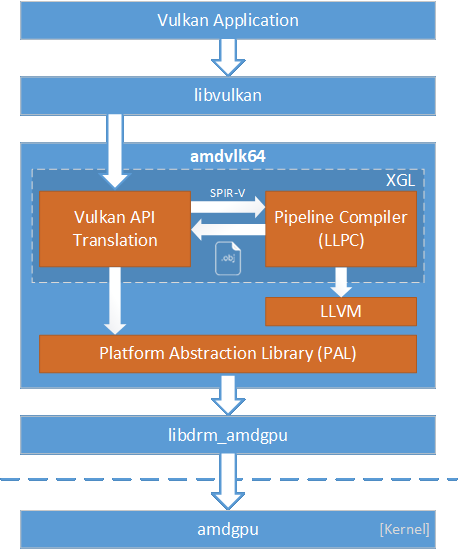 Vulkan Application
libvulkan
amdvlk64
XGL
SPIR-V
Vulkan API
Translation
Pipeline Compiler
(LLPC)
.obj
LLVM
Platform Abstraction Library (PAL)
libdrm_amdgpu
amdgpu
[Kernel]